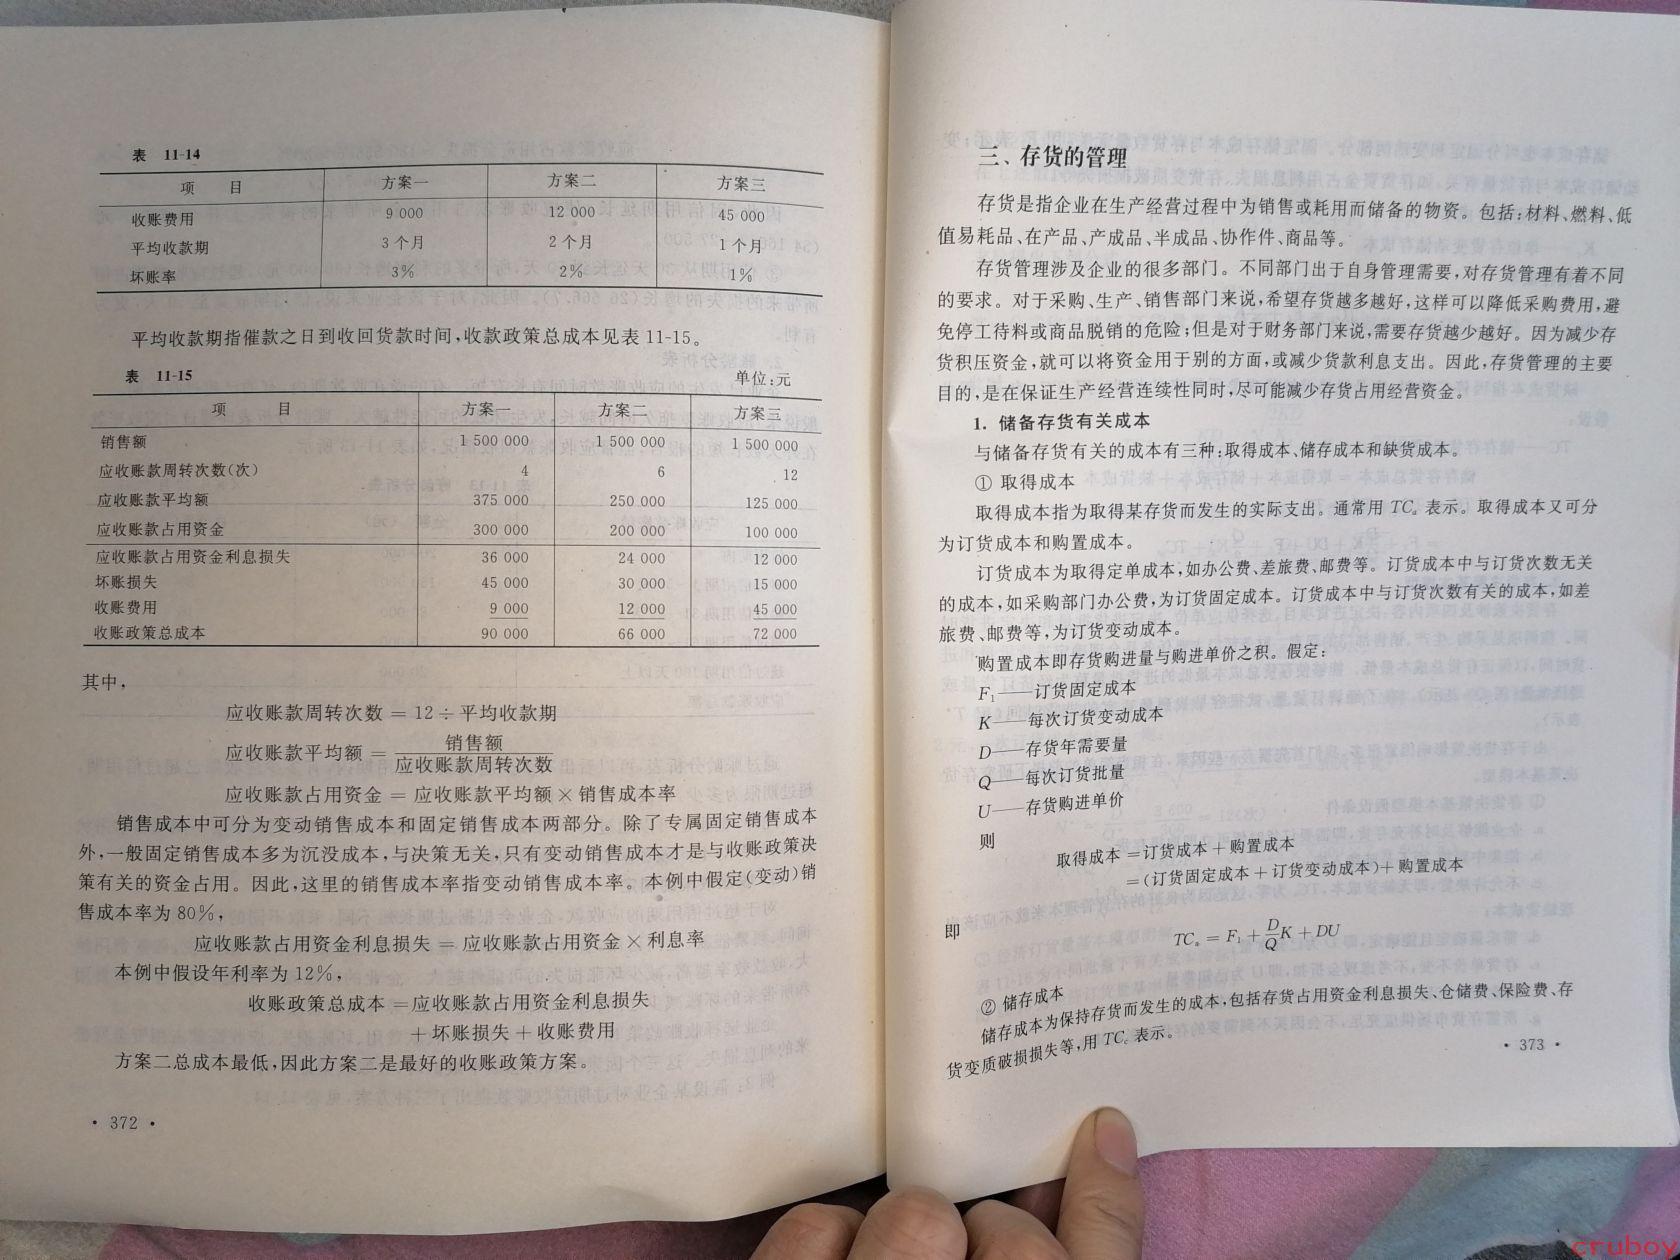 表 11-14
项 目 方案一 方案二 方案三
收账费用 9 000 12 000 45 000
平均收款期 3个月 2个月 1个月
坏账率 3% 2% 1%
平均收款期指催款之日到收回货款时间，收款政策总成本见表 11-15。
表 11-15 单位:元
项 目 方案一 方案二 方案三
销售额 1 500 000 1 500 000 1 500 000
应收账款周转次数(次) 4 6 12
应收账款平均额 375 000 250 000 125 000
应收账款占用资金 300 000 200 000 100 000
应收账款占用资金利息损失 36 000 24 000 12 000
坏账损失 45 000 30 000 15 000
收账费用 9 000 12 000 45 000
收账政策总成本 90 000 66 000 72 000
其中，
应收账款周转次数 = 12 ÷ 平均收款期
应收账款平均额 = 销售额 / 应收账款周转次数
应收账款占用资金 = 应收账款平均额 × 销售成本率
销售成本中可分为变动销售成本和固定销售成本两部分。除了专属固定销售成本
外，一般固定销售成本多为沉没成本，与决策无关，只有变动销售成本才是与收账政策决
策有关的资金占用。因此，这里的销售成本率指变动销售成本率。本例中假定(变动)销
售成本率为80%，
应收账款占用资金利息损失 = 应收账款占用资金 × 利息率
本例中假设年利率为12%，
收账政策总成本 = 应收账款占用资金利息损失
+ 坏账损失 + 收账费用
方案二总成本最低，因此方案二是最好的收账政策方案。
· 372 ·
三、存货的管理
存货是指企业在生产经营过程中为销售或耗用而储备的物资。包括:材料、燃料、低
值易耗品、在产品、产成品、半成品、协作件、商品等。
存货管理涉及企业的很多部门。不同部门出于自身管理需要，对存货管理有着不同
的要求。对于采购、生产、销售部门来说，希望存货越多越好，这样可以降低采购费用，避
免停工待料或商品脱销的危险；但是对于财务部门来说，需要存货越少越好。因为减少存
货积压资金，就可以将资金用于别的方面，或减少贷款利息支出。因此，存货管理的主要
目的，是在保证生产经营连续性同时，尽可能减少存货占用经营资金。
1. 储备存货有关成本
与储备存货有关的成本有三种:取得成本、储存成本和缺货成本。
① 取得成本
取得成本指为取得某存货而发生的实际支出。通常用 TCa 表示。取得成本又可分
为订货成本和购置成本。
订货成本为取得定单成本，如办公费、差旅费、邮费等。订货成本中与订货次数无关
的成本，如采购部门办公费，为订货固定成本。订货成本中与订货次数有关的成本，如差
旅费、邮费等，为订货变动成本。
购置成本即存货购进量与购进单价之积。假定:
F₁——订货固定成本
K——每次订货变动成本
D——存货年需要量
Q——每次订货批量
U——存货购进单价
则
取得成本 = 订货成本 + 购置成本
= (订货固定成本 + 订货变动成本) + 购置成本
即
TCa = F₁ + D/Q K + DU
② 储存成本
储存成本为保持存货而发生的成本，包括存货占用资金利息损失、仓储费、保险费、存
货变质破损损失等，用 TCc 表示。
· 373 ·
cruboy